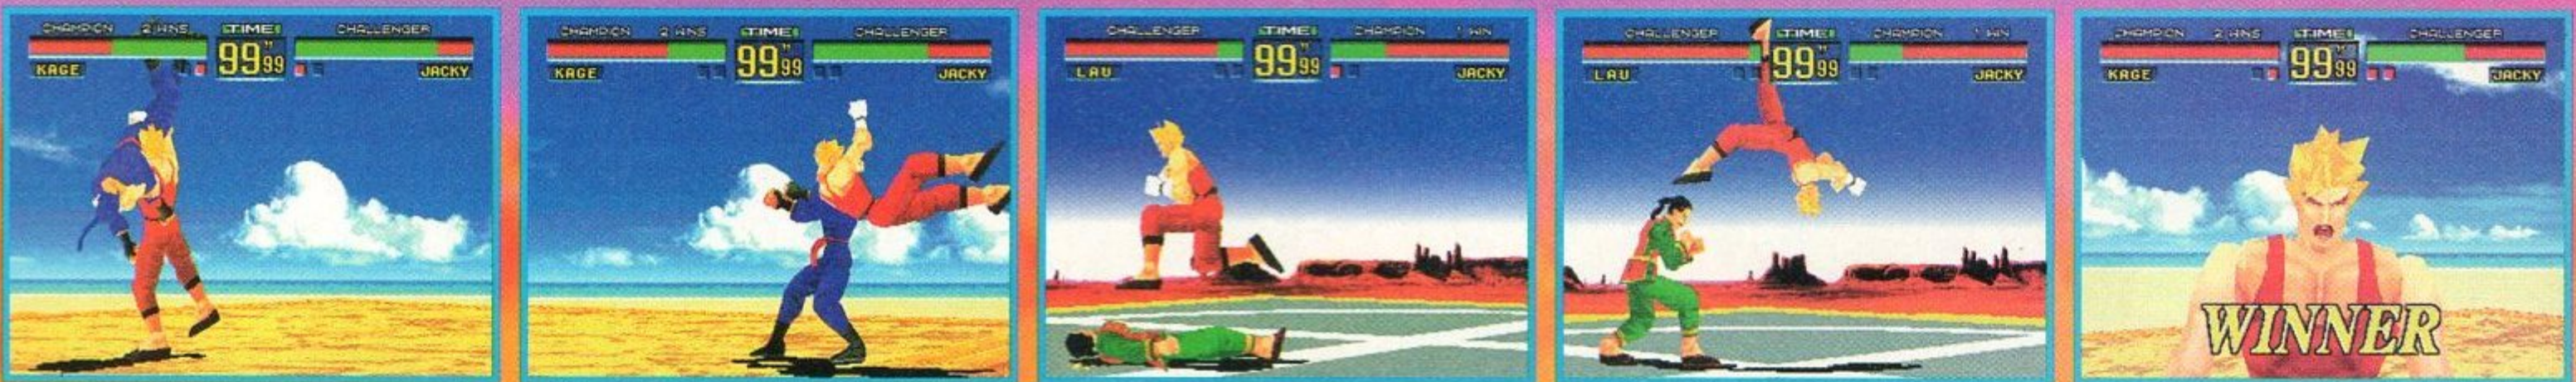 CHAMPION 2 WINS TIME CHALLENGER
99"99
KAGE JACKY
CHAMPION 2 WINS TIME CHALLENGER
99"99
KAGE JACKY
CHALLENGER TIME CHAMPION 1 WIN
99"99
LAU JACKY
CHALLENGER TIME CHAMPION 1 WIN
99"99
LAU JACKY
CHAMPION 2 WINS TIME CHALLENGER
99"99
KAGE JACKY
WINNER